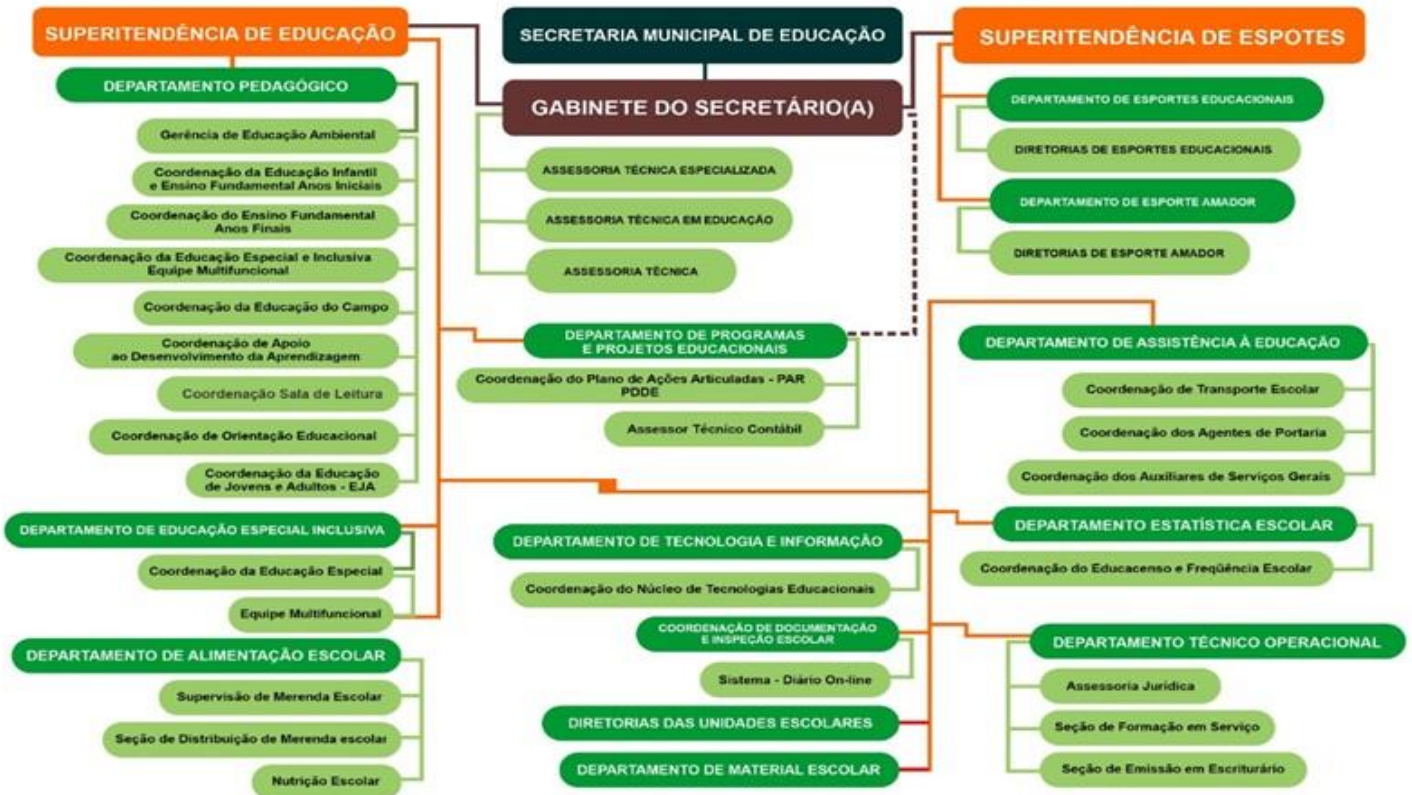 SUPERITENDÊNCIA DE EDUCAÇÃO
DEPARTAMENTO PEDAGÓGICO
Gerência de Educação Ambiental
Coordenação da Educação Infantil
e Ensino Fundamental Anos Iniciais
Coordenação do Ensino Fundamental
Anos Finais
Coordenação da Educação Especial e Inclusiva
Equipe Multifuncional
Coordenação da Educação do Campo
Coordenação de Apoio
ao Desenvolvimento da Aprendizagem
Coordenação Sala de Leitura
Coordenação de Orientação Educacional
Coordenação da Educação
de Jovens e Adultos - EJA
DEPARTAMENTO DE EDUCAÇÃO ESPECIAL INCLUSIVA
Coordenação da Educação Especial
Equipe Multifuncional
DEPARTAMENTO DE ALIMENTAÇÃO ESCOLAR
Supervisão de Merenda Escolar
Seção de Distribuição de Merenda escolar
Nutrição Escolar
SECRETARIA MUNICIPAL DE EDUCAÇÃO
GABINETE DO SECRETÁRIO(A)
ASSESSORIA TÉCNICA ESPECIALIZADA
ASSESSORIA TÉCNICA EM EDUCAÇÃO
ASSESSORIA TÉCNICA
DEPARTAMENTO DE PROGRAMAS
E PROJETOS EDUCACIONAIS
Coordenação do Plano de Ações Articuladas - PAR
PDDE
Assessor Técnico Contábil
DEPARTAMENTO DE TECNOLOGIA E INFORMAÇÃO
Coordenação do Núcleo de Tecnologias Educacionais
COORDENAÇÃO DE DOCUMENTAÇÃO
E INSPEÇÃO ESCOLAR
Sistema - Diário On-line
DIRETORIAS DAS UNIDADES ESCOLARES
DEPARTAMENTO DE MATERIAL ESCOLAR
SUPERITENDÊNCIA DE ESPOTES
DEPARTAMENTO DE ESPORTES EDUCACIONAIS
DIRETORIAS DE ESPORTES EDUCACIONAIS
DEPARTAMENTO DE ESPORTE AMADOR
DIRETORIAS DE ESPORTE AMADOR
DEPARTAMENTO DE ASSISTÊNCIA À EDUCAÇÃO
Coordenação de Transporte Escolar
Coordenação dos Agentes de Portaria
Coordenação dos Auxiliares de Serviços Gerais
DEPARTAMENTO ESTATÍSTICA ESCOLAR
Coordenação do Educacenso e Freqüência Escolar
DEPARTAMENTO TÉCNICO OPERACIONAL
Assessoria Jurídica
Seção de Formação em Serviço
Seção de Emissão em Escriturário